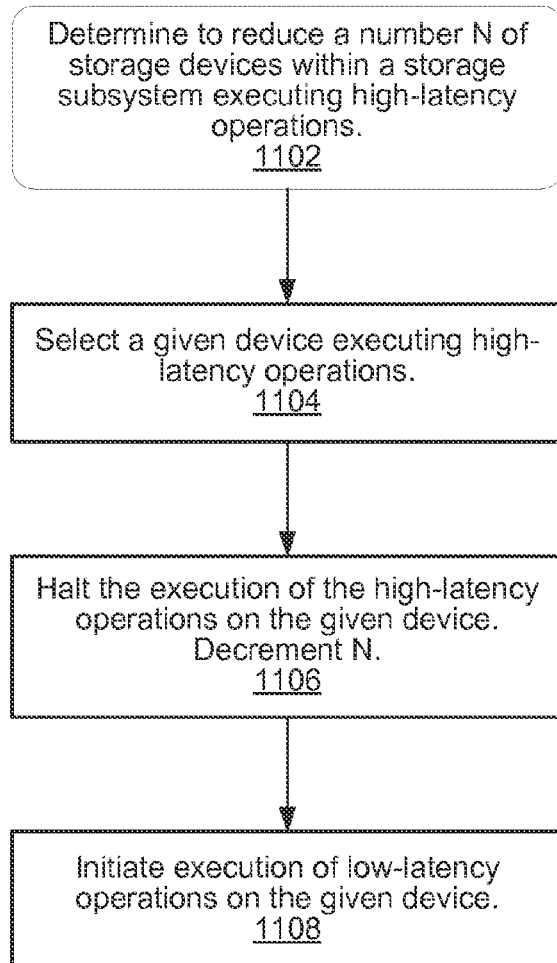 Determine to reduce a number N of
storage devices within a storage
subsystem executing high-latency
operations.
1102
Select a given device executing high-
latency operations.
1104
Halt the execution of the high-latency
operations on the given device.
Decrement N.
1106
Initiate execution of low-latency
operations on the given device.
1108